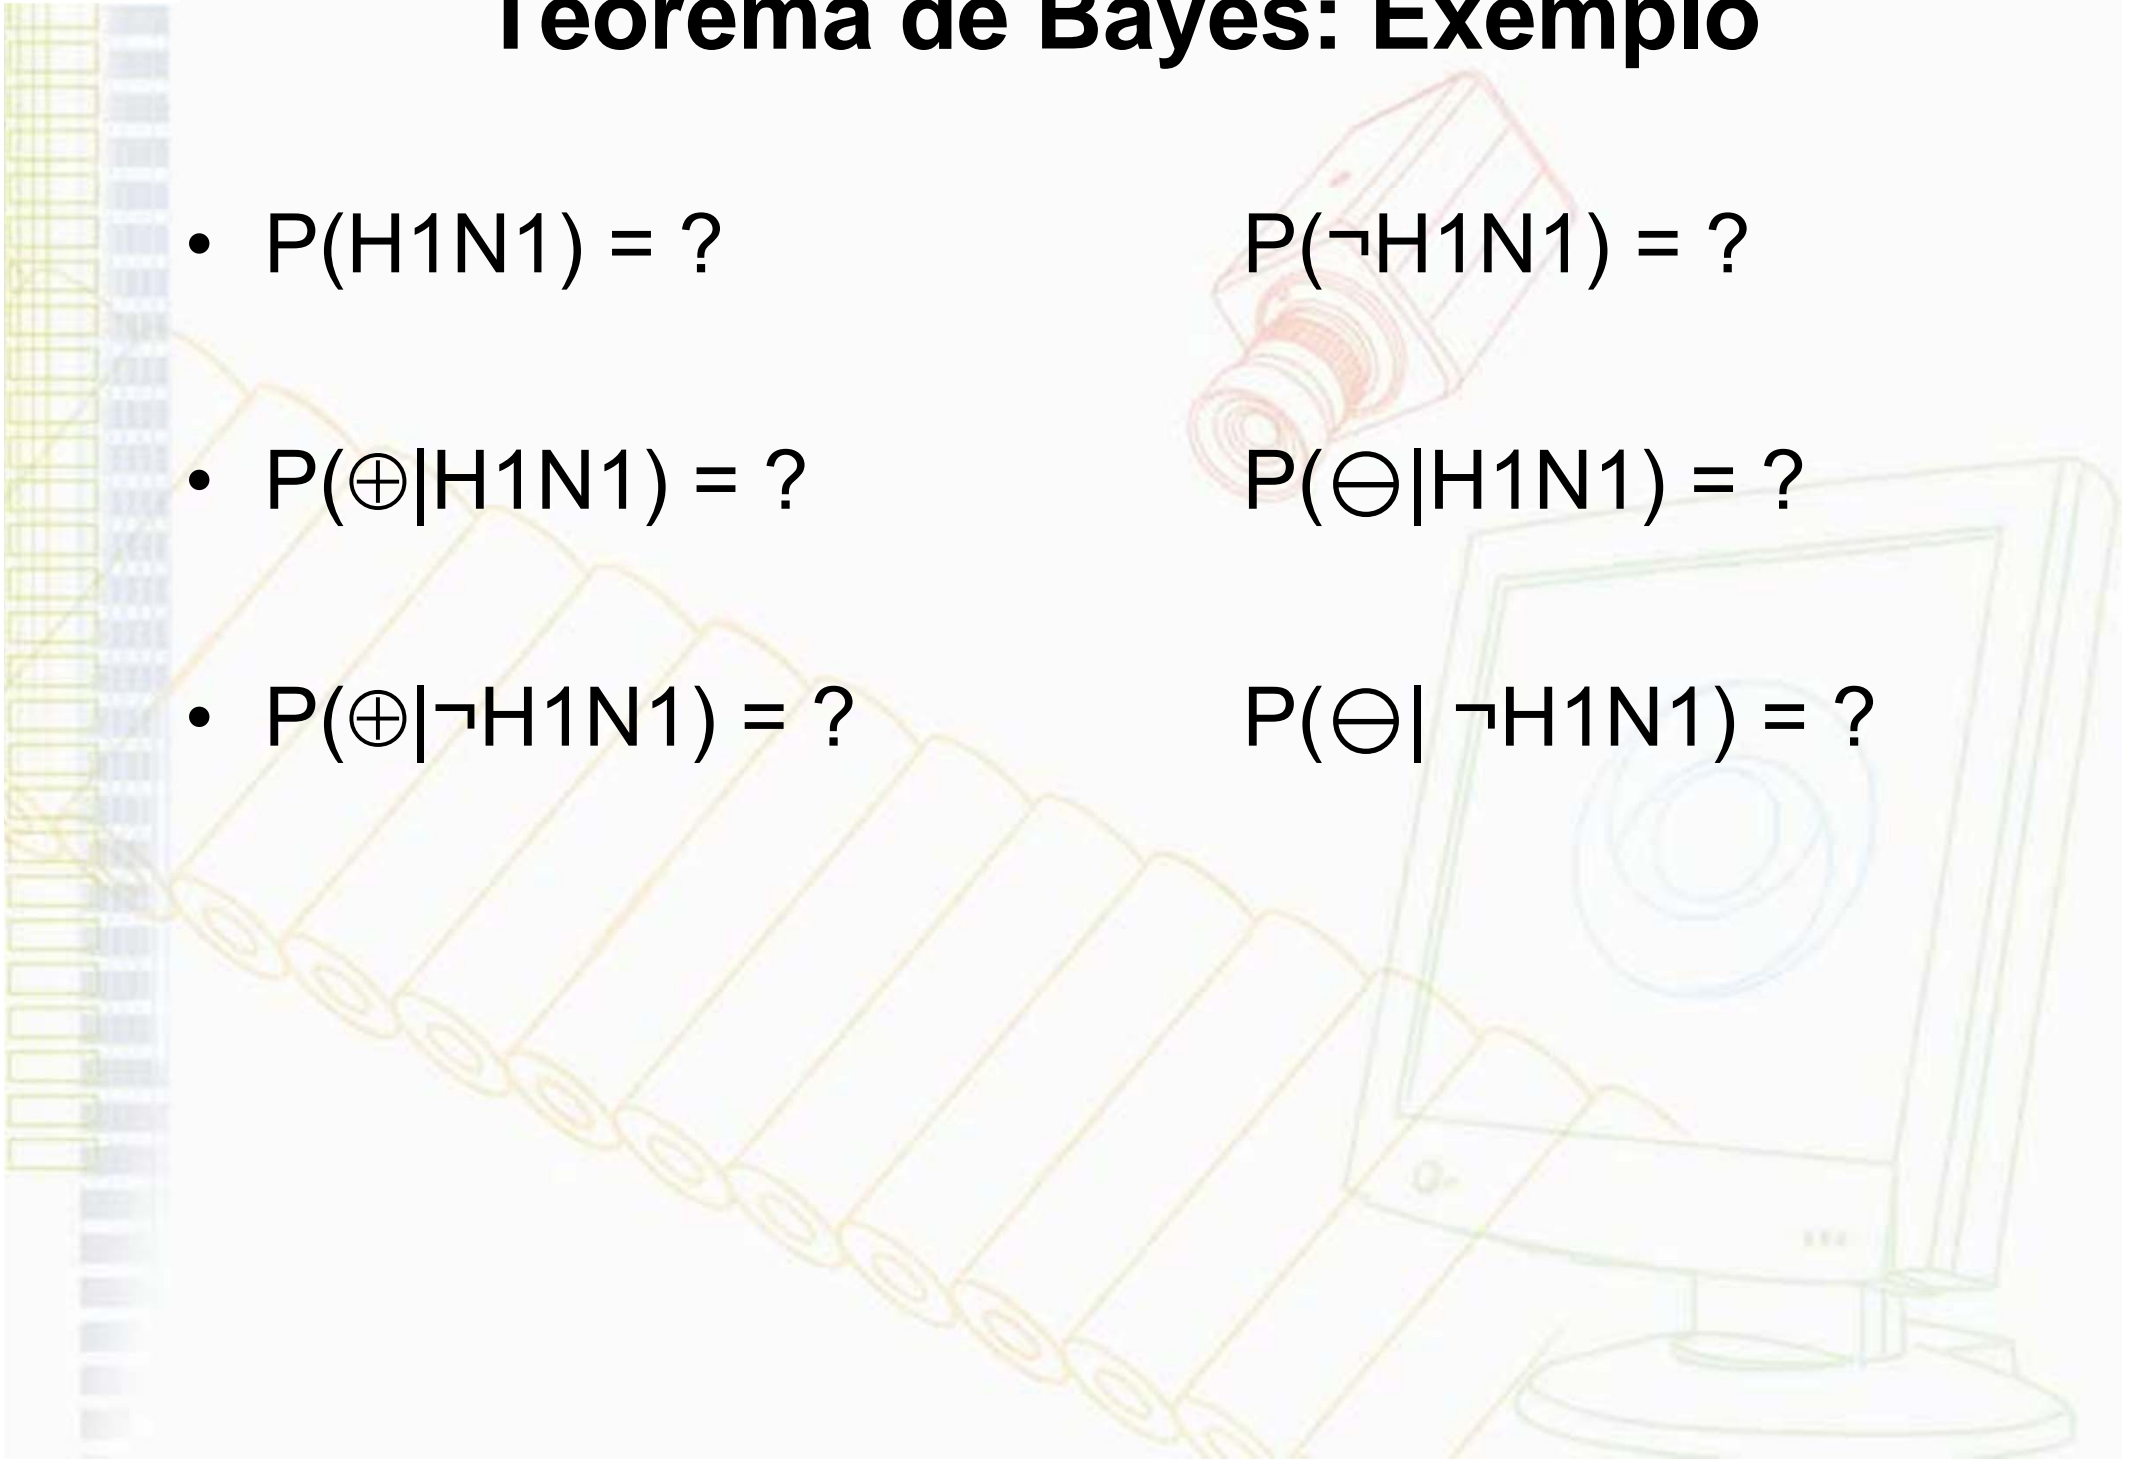 Teorema de Bayes: Exemplo
• P(H1N1) = ? P(¬H1N1) = ?
• P(⊕|H1N1) = ? P(⊖|H1N1) = ?
• P(⊕|¬H1N1) = ? P(⊖| ¬H1N1) = ?